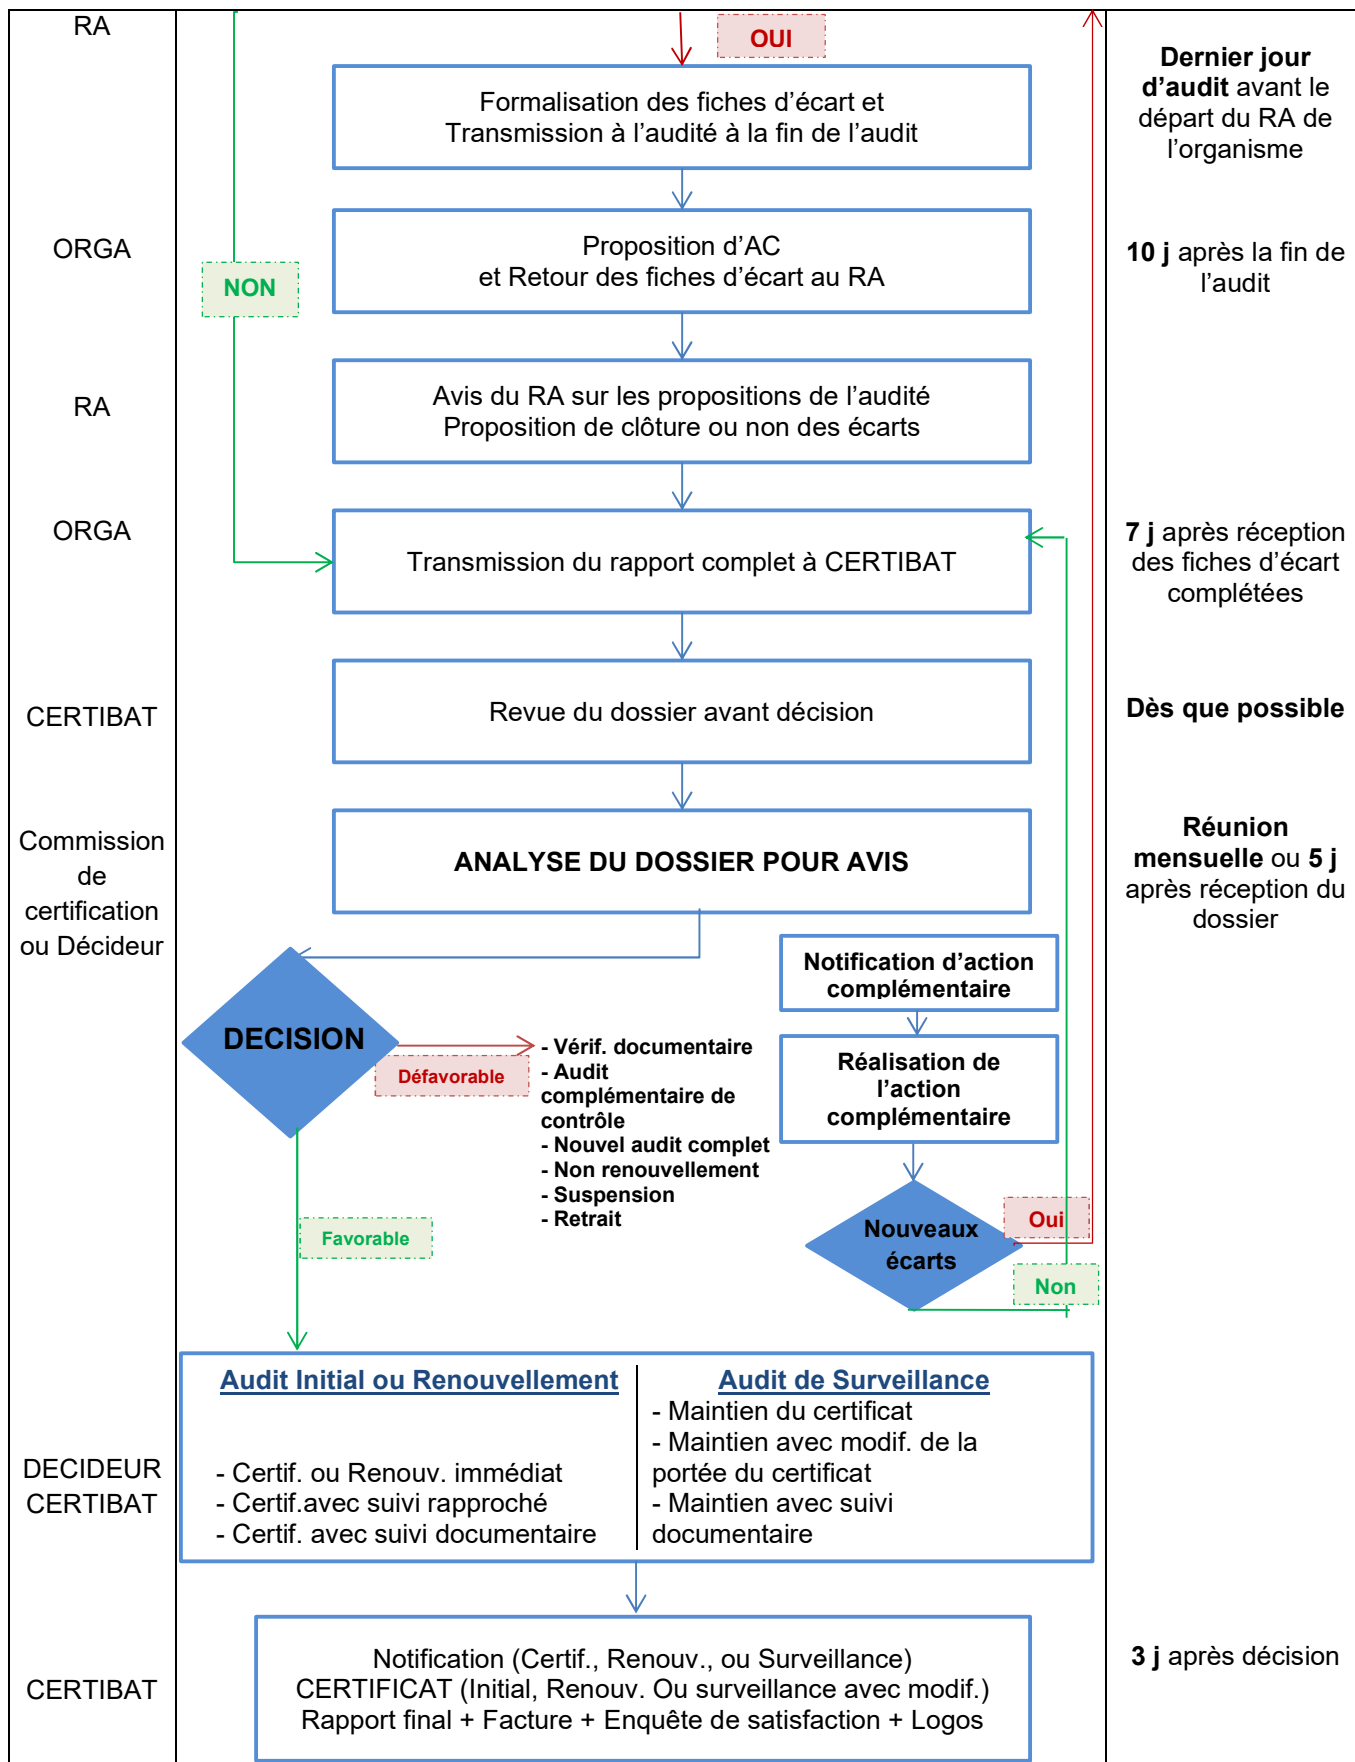 RA
OUI
Formalisation des fiches d’écart et
Transmission à l’audité à la fin de l’audit
Dernier jour
d’audit avant le
départ du RA de
l’organisme
ORGA
NON
Proposition d’AC
et Retour des fiches d’écart au RA
10 j après la fin de
l’audit
RA
Avis du RA sur les propositions de l’audité
Proposition de clôture ou non des écarts
ORGA
Transmission du rapport complet à CERTIBAT
7 j après réception
des fiches d’écart
complétées
CERTIBAT
Revue du dossier avant décision
Dès que possible
Commission
de
certification
ou Décideur
ANALYSE DU DOSSIER POUR AVIS
Réunion
mensuelle ou 5 j
après réception du
dossier
DECISION
Défavorable
- Vérif. documentaire
- Audit
complémentaire de
contrôle
- Nouvel audit complet
- Non renouvellement
- Suspension
- Retrait
Notification d’action
complémentaire
Réalisation de
l’action
complémentaire
Nouveaux
écarts
Oui
Non
Favorable
DECIDEUR
CERTIBAT
Audit Initial ou Renouvellement
- Certif. ou Renouv. immédiat
- Certif.avec suivi rapproché
- Certif. avec suivi documentaire
Audit de Surveillance
- Maintien du certificat
- Maintien avec modif. de la
portée du certificat
- Maintien avec suivi
documentaire
CERTIBAT
Notification (Certif., Renouv., ou Surveillance)
CERTIFICAT (Initial, Renouv. Ou surveillance avec modif.)
Rapport final + Facture + Enquête de satisfaction + Logos
3 j après décision